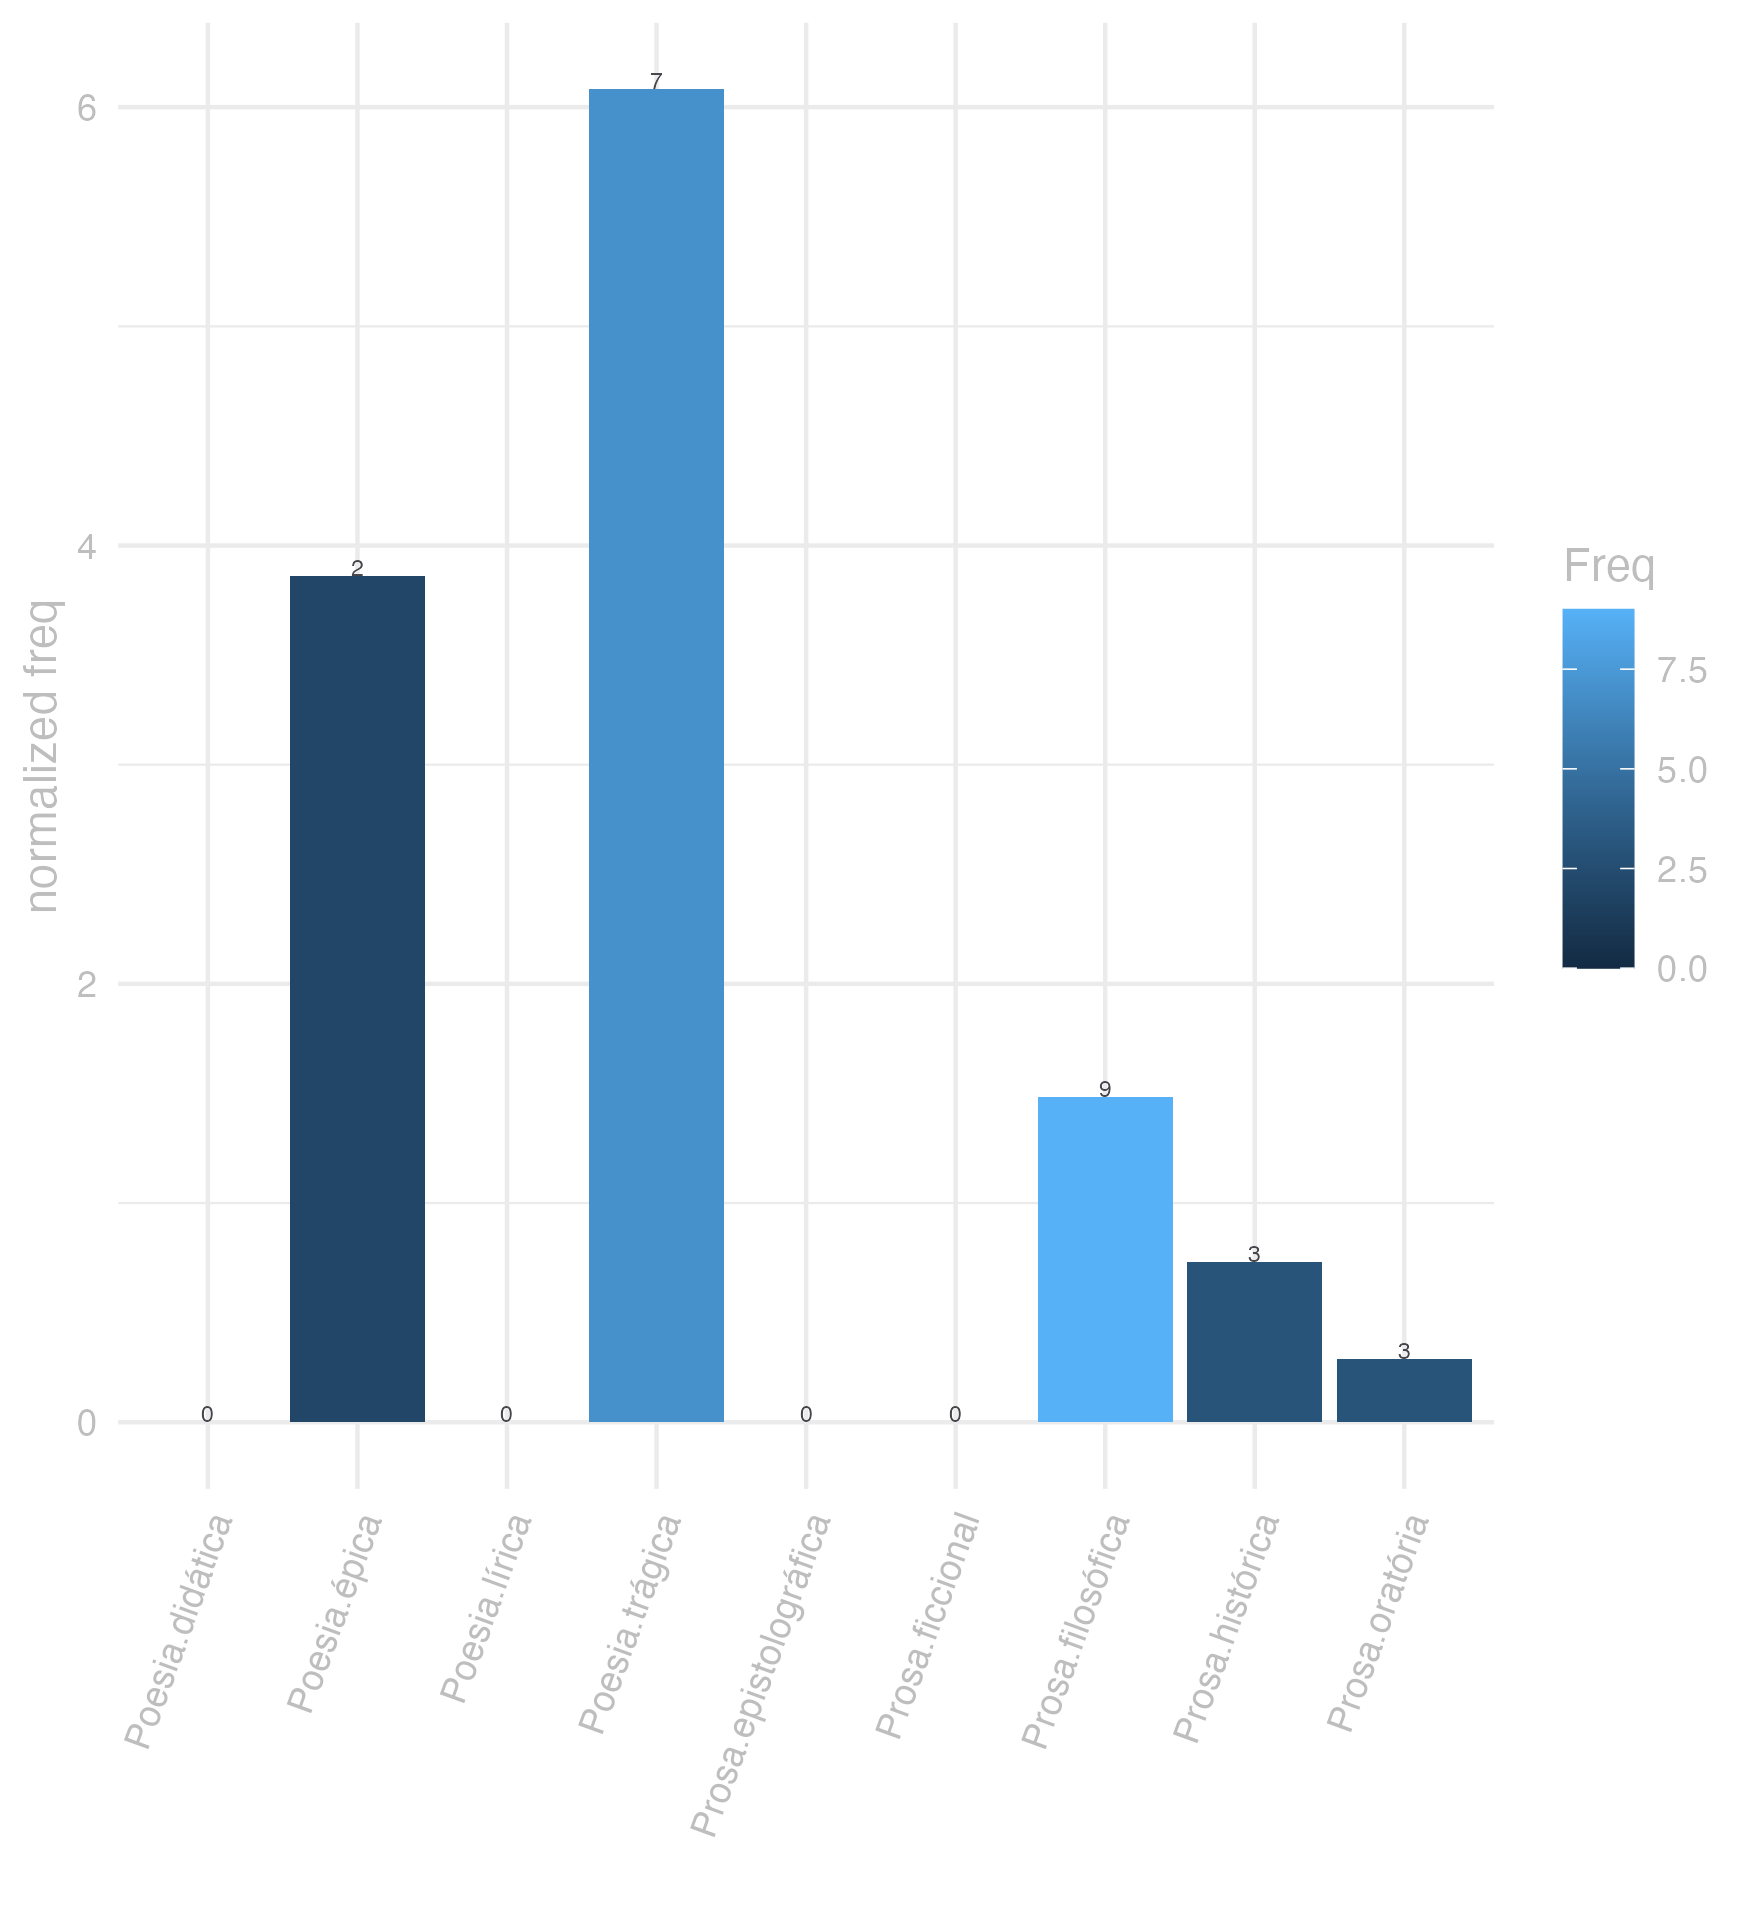 normalized freq
6
4
2
0
0
2
0
7
0
0
9
3
3
Poesia.didática
Poesia.épica
Poesia.lírica
Poesia.trágica
Prosa.epistolográfica
Prosa.ficcional
Prosa.filosófica
Prosa.histórica
Prosa.oratória
Freq
7.5
5.0
2.5
0.0